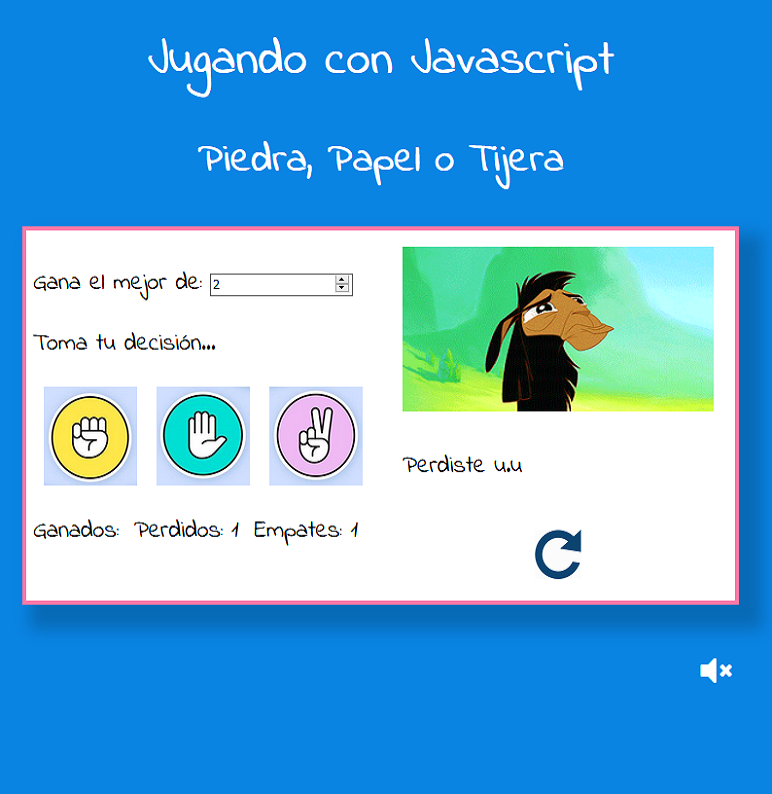 Jugando con Javascript
Piedra, Papel o Tijera
Gana el mejor de: 2
Toma tu decisión...
Ganados: Perdidos: 1 Empates: 1
Perdiste u.u